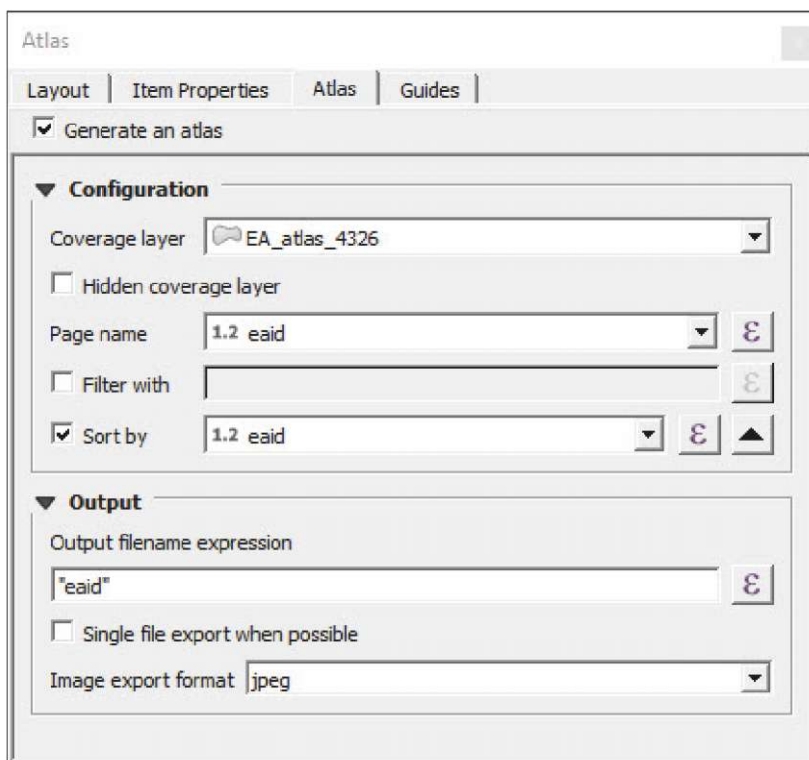 Atlas
Layout Item Properties Atlas Guides
Generate an atlas
Configuration
Coverage layer EA_atlas_4326
Hidden coverage layer
Page name 1.2 eaid ε
Filter with ε
Sort by 1.2 eaid ε
Output
Output filename expression
"eaid" ε
Single file export when possible
Image export format jpeg